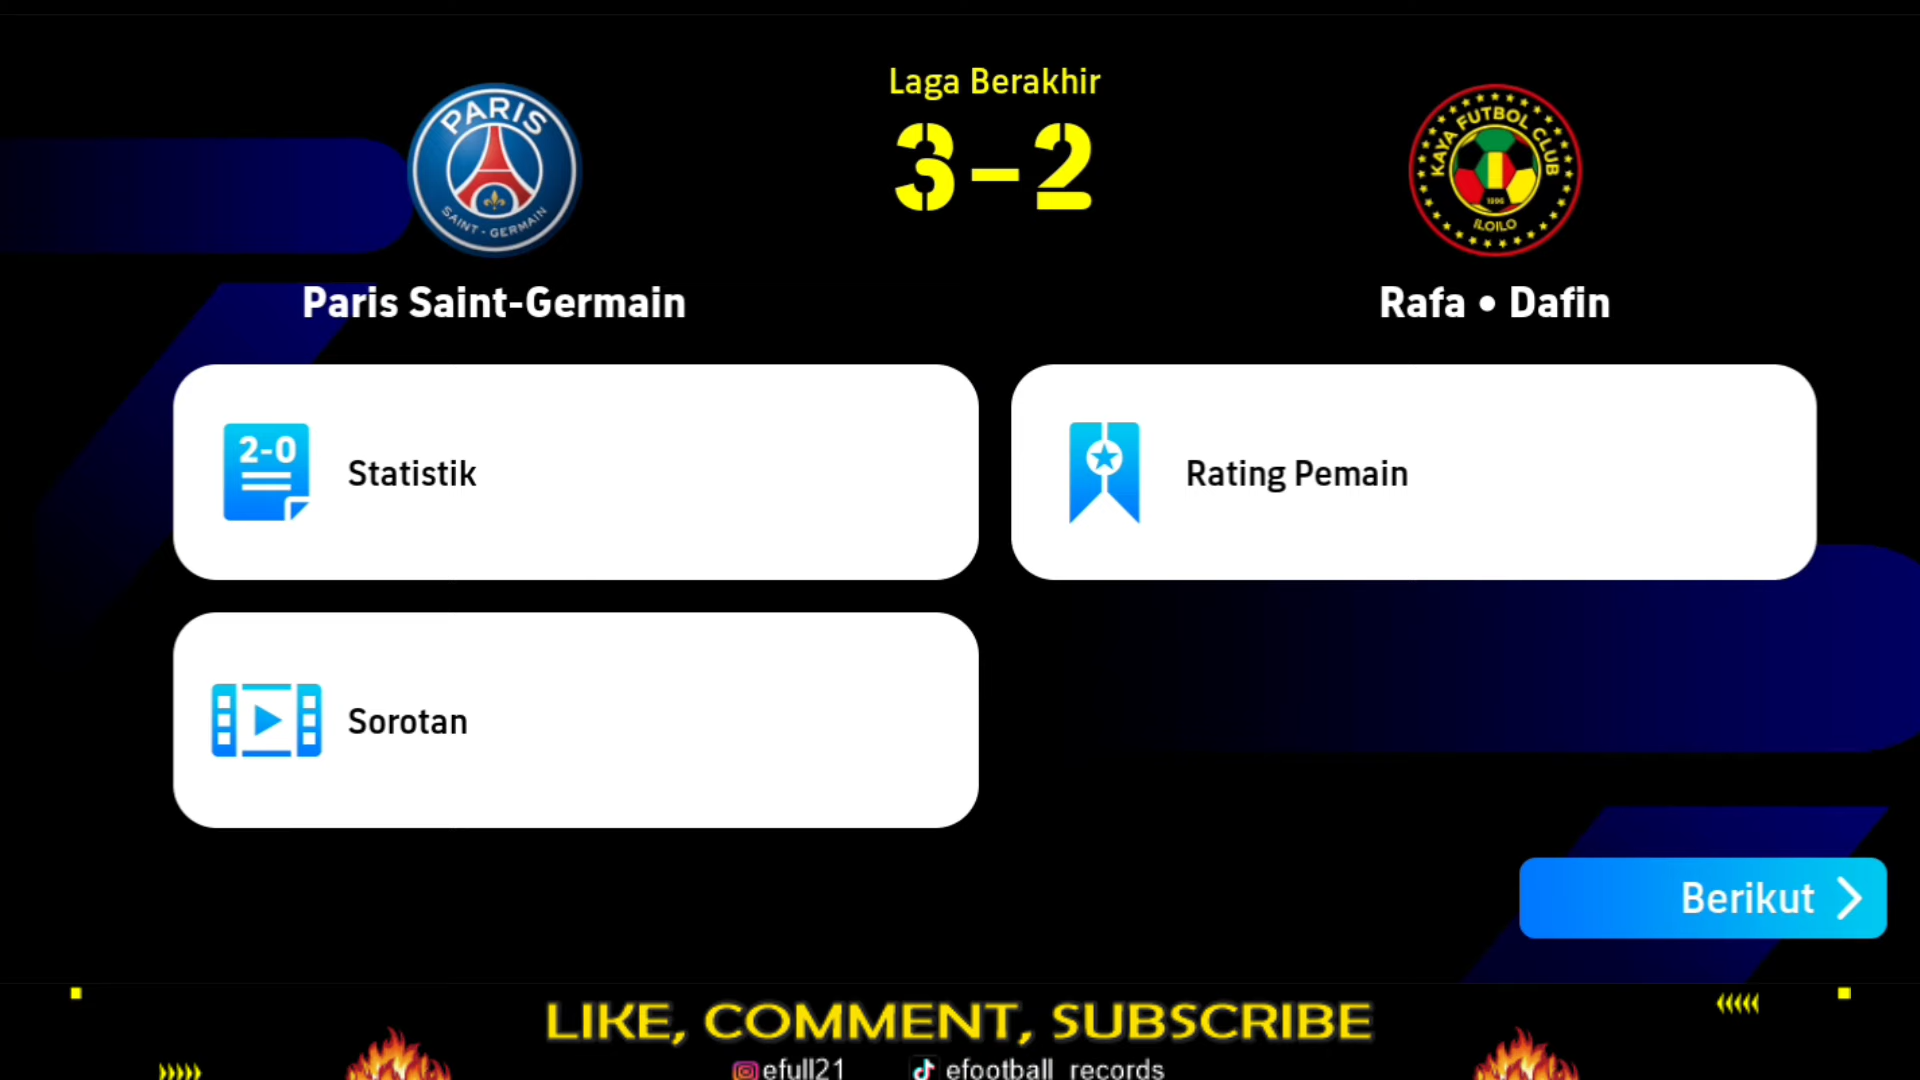 Laga Berakhir
3-2
PARIS
SAINT-GERMAIN
KAYA FUTBOL CLUB
1996
ILOILO
Paris Saint-Germain
Rafa • Dafin
2-0
Statistik
Rating Pemain
Sorotan
Berikut
LIKE, COMMENT, SUBSCRIBE
efull21
efootball_records